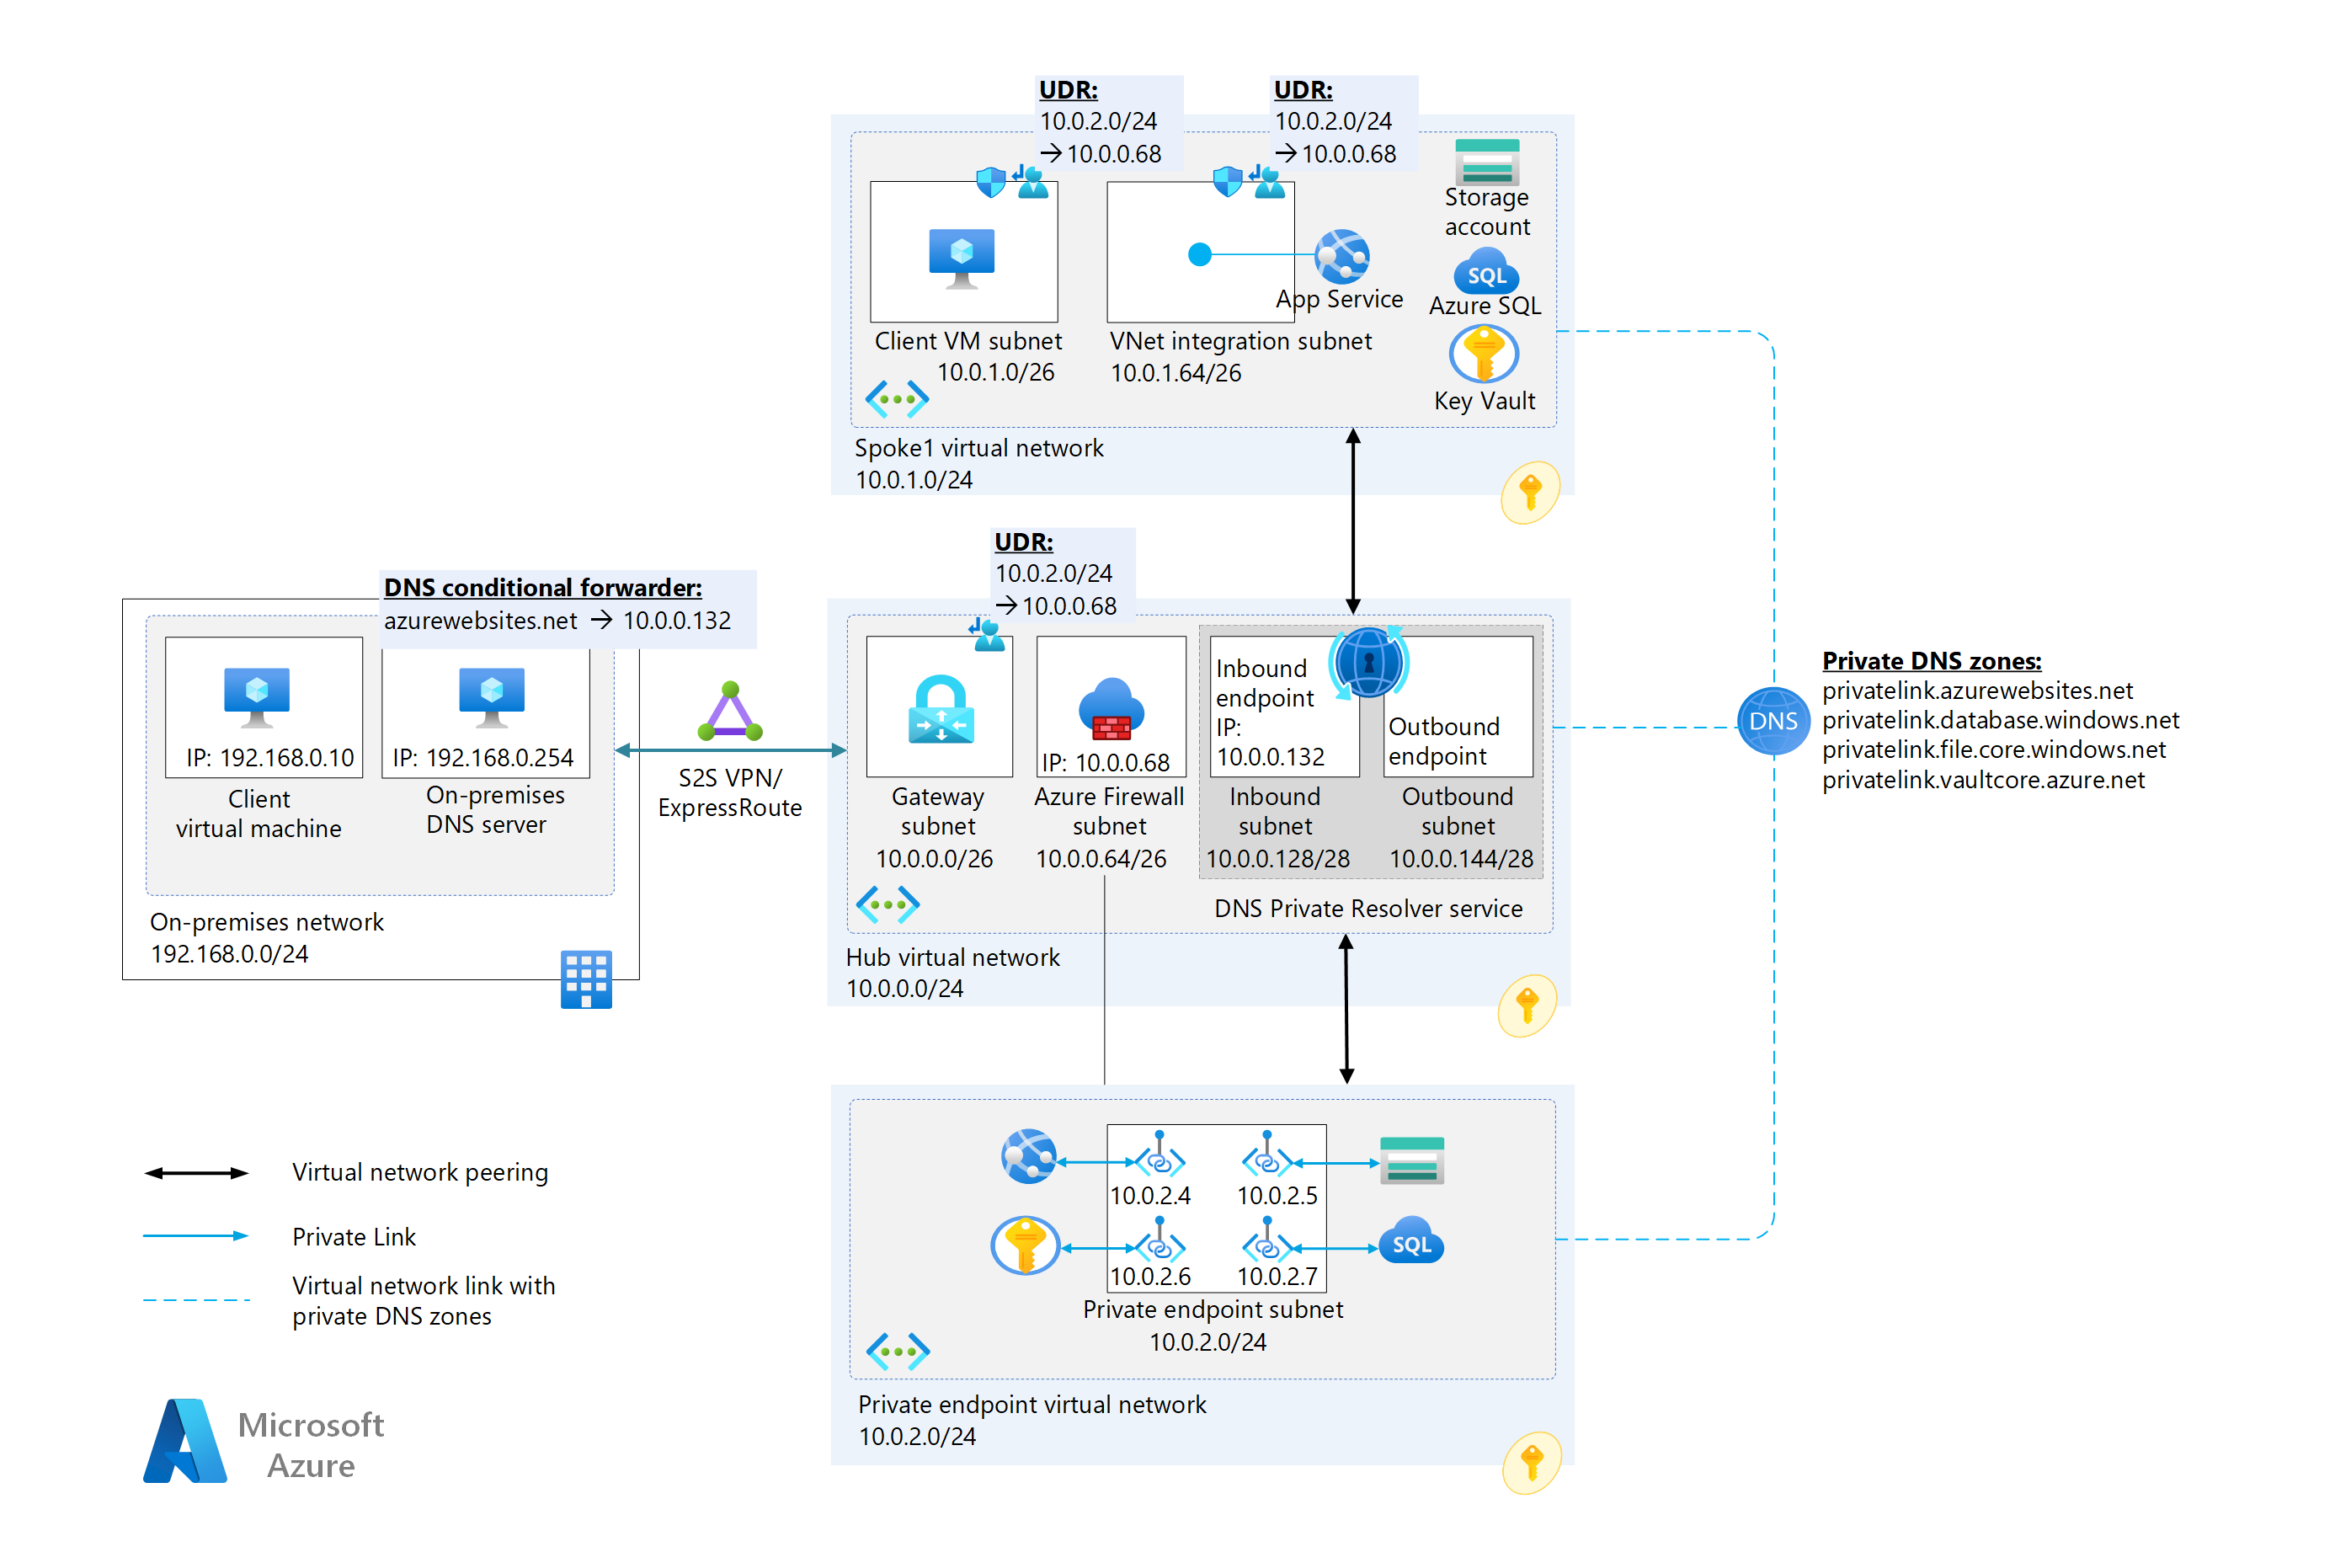 UDR:
10.0.2.0/24
→10.0.0.68
UDR:
10.0.2.0/24
→10.0.0.68
Storage
account
SQL
Azure SQL
App Service
Key Vault
Client VM subnet
10.0.1.0/26
VNet integration subnet
10.0.1.64/26
Spoke1 virtual network
10.0.1.0/24
DNS conditional forwarder:
azurewebsites.net → 10.0.0.132
IP: 192.168.0.10
Client
virtual machine
IP: 192.168.0.254
On-premises
DNS server
On-premises network
192.168.0.0/24
S2S VPN/
ExpressRoute
UDR:
10.0.2.0/24
→10.0.0.68
Gateway
subnet
10.0.0.0/26
IP: 10.0.0.68
Azure Firewall
subnet
10.0.0.64/26
Inbound
endpoint
IP:
10.0.0.132
Inbound
subnet
10.0.0.128/28
Outbound
endpoint
Outbound
subnet
10.0.0.144/28
DNS Private Resolver service
Hub virtual network
10.0.0.0/24
DNS
Private DNS zones:
privatelink.azurewebsites.net
privatelink.database.windows.net
privatelink.file.core.windows.net
privatelink.vaultcore.azure.net
10.0.2.4
10.0.2.5
10.0.2.6
10.0.2.7
SQL
Private endpoint subnet
10.0.2.0/24
Private endpoint virtual network
10.0.2.0/24
Virtual network peering
Private Link
Virtual network link with
private DNS zones
Microsoft
Azure